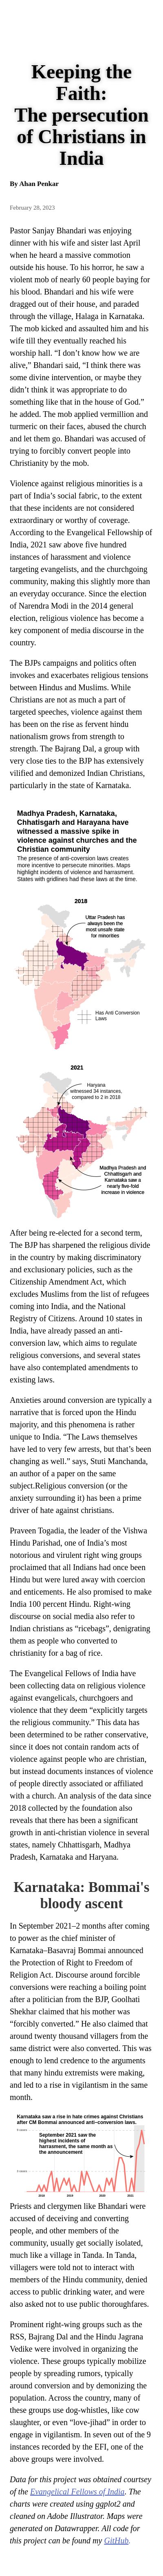 Keeping the
Faith:
The persecution
of Christians in
India
By Ahan Penkar
February 28, 2023
Pastor Sanjay Bhandari was enjoying
dinner with his wife and sister last April
when he heard a massive commotion
outside his house. To his horror, he saw a
violent mob of nearly 60 people baying for
his blood. Bhandari and his wife were
dragged out of their house, and paraded
through the village, Halaga in Karnataka.
The mob kicked and assaulted him and his
wife till they eventually reached his
worship hall. “I don’t know how we are
alive,” Bhandari said, “I think there was
some divine intervention, or maybe they
didn’t think it was appropriate to do
something like that in the house of God.”
he added. The mob applied vermillion and
turmeric on their faces, abused the church
and let them go. Bhandari was accused of
trying to forcibly convert people into
Christianity by the mob.
Violence against religious minorities is a
part of India’s social fabric, to the extent
that these incidents are not considered
extraordinary or worthy of coverage.
According to the Evangelical Fellowship of
India, 2021 saw above five hundred
instances of harassment and violence
targeting evangelists, and the churchgoing
community, making this slightly more than
an everyday occurance. Since the election
of Narendra Modi in the 2014 general
election, religious violence has become a
key component of media discourse in the
country.
The BJPs campaigns and politics often
invokes and exacerbates religious tensions
between Hindus and Muslims. While
Christians are not as much a part of
targeted speeches, violence against them
has been on the rise as fervent hindu
nationalism grows from strength to
strength. The Bajrang Dal, a group with
very close ties to the BJP has extensively
vilified and demonized Indian Christians,
particularly in the state of Karnataka.
Madhya Pradesh, Karnataka,
Chhatisgarh and Harayana have
witnessed a massive spike in
violence against churches and the
Christian community
The presence of anti-coversion laws creates
more incentive to persecute minorities. Maps
highlight incidents of violence and harrasment.
States with gridlines had these laws at the time.
2018
Uttar Pradesh has
always been the
most unsafe state
for minorities
Has Anti Conversion
Laws
2021
Haryana
witnessed 34 instances,
compared to 2 in 2018
Madhya Pradesh and
Chhatisgarh and
Karnataka saw a
nearly five-fold
increase in violence
After being re-elected for a second term,
The BJP has sharpened the religious divide
in the country by making discriminatory
and exclusionary policies, such as the
Citizenship Amendment Act, which
excludes Muslims from the list of refugees
coming into India, and the National
Registry of Citizens. Around 10 states in
India, have already passed an anti-
conversion law, which aims to regulate
religious conversions, and several states
have also contemplated amendments to
existing laws.
Anxieties around conversion are typically a
narrative that is forced upon the Hindu
majority, and this phenomena is rather
unique to India. “The Laws themselves
have led to very few arrests, but that’s been
changing as well.” says, Stuti Manchanda,
an author of a paper on the same
subject.Religious conversion (or the
anxiety surrounding it) has been a prime
driver of hate against christians.
Praveen Togadia, the leader of the Vishwa
Hindu Parishad, one of India’s most
notorious and virulent right wing groups
proclaimed that all Indians had once been
Hindu but were lured away with coercion
and enticements. He also promised to make
India 100 percent Hindu. Right-wing
discourse on social media also refer to
Indian christians as “ricebags”, denigrating
them as people who converted to
christianity for a bag of rice.
The Evangelical Fellows of India have
been collecting data on religious violence
against evangelicals, churchgoers and
violence that they deem “explicitly targets
the religious community.” This data has
been determined to be rather conservative,
since it does not contain random acts of
violence against people who are christian,
but instead documents instances of violence
of people directly associated or affiliated
with a church. An analysis of the data since
2018 collected by the foundation also
reveals that there has been a significant
growth in anti-christian violence in several
states, namely Chhattisgarh, Madhya
Pradesh, Karnataka and Haryana.
Karnataka: Bommai's
bloody ascent
In September 2021–2 months after coming
to power as the chief minister of
Karnataka–Basavraj Bommai announced
the Protection of Right to Freedom of
Religion Act. Discourse around forcible
conversions were reaching a boiling point
after a politician from the BJP, Goolhati
Shekhar claimed that his mother was
“forcibly converted.” He also claimed that
around twenty thousand villagers from the
same district were also converted. This was
enough to lend credence to the arguments
that many hindu extremists were making,
and led to a rise in vigilantism in the same
month.
Karnataka saw a rise in hate crimes against Christians
after CM Bommai announced anti–conversion laws.
September 2021 saw the
highest incidents of
harrasment, the same month as
the announcement
2018
2019
2020
2021
Priests and clergymen like Bhandari were
accused of deceiving and converting
people, and other members of the
community, usually get socially isolated,
much like a village in Tanda. In Tanda,
villagers were told not to interact with
members of the Hindu community, denied
access to public drinking water, and were
also asked not to use public thoroughfares.
Prominent right-wing groups such as the
RSS, Bajrang Dal and the Hindu Jagrana
Vedike were involved in organizing the
violence. These groups typically mobilize
people by spreading rumors, typically
around conversion and by demonizing the
population. Across the country, many of
these groups use dog-whistles, like cow
slaughter, or even “love-jihad” in order to
engage in vigilantism. In seven out of the 9
instances recorded by the EFI, one of the
above groups were involved.
Data for this project was obtained courtesy
of the Evangelical Fellows of India. The
charts were created using ggplot2 and
cleaned on Adobe Illustrator. Maps were
generated on Datawrapper. All code for
this project can be found my GitHub.